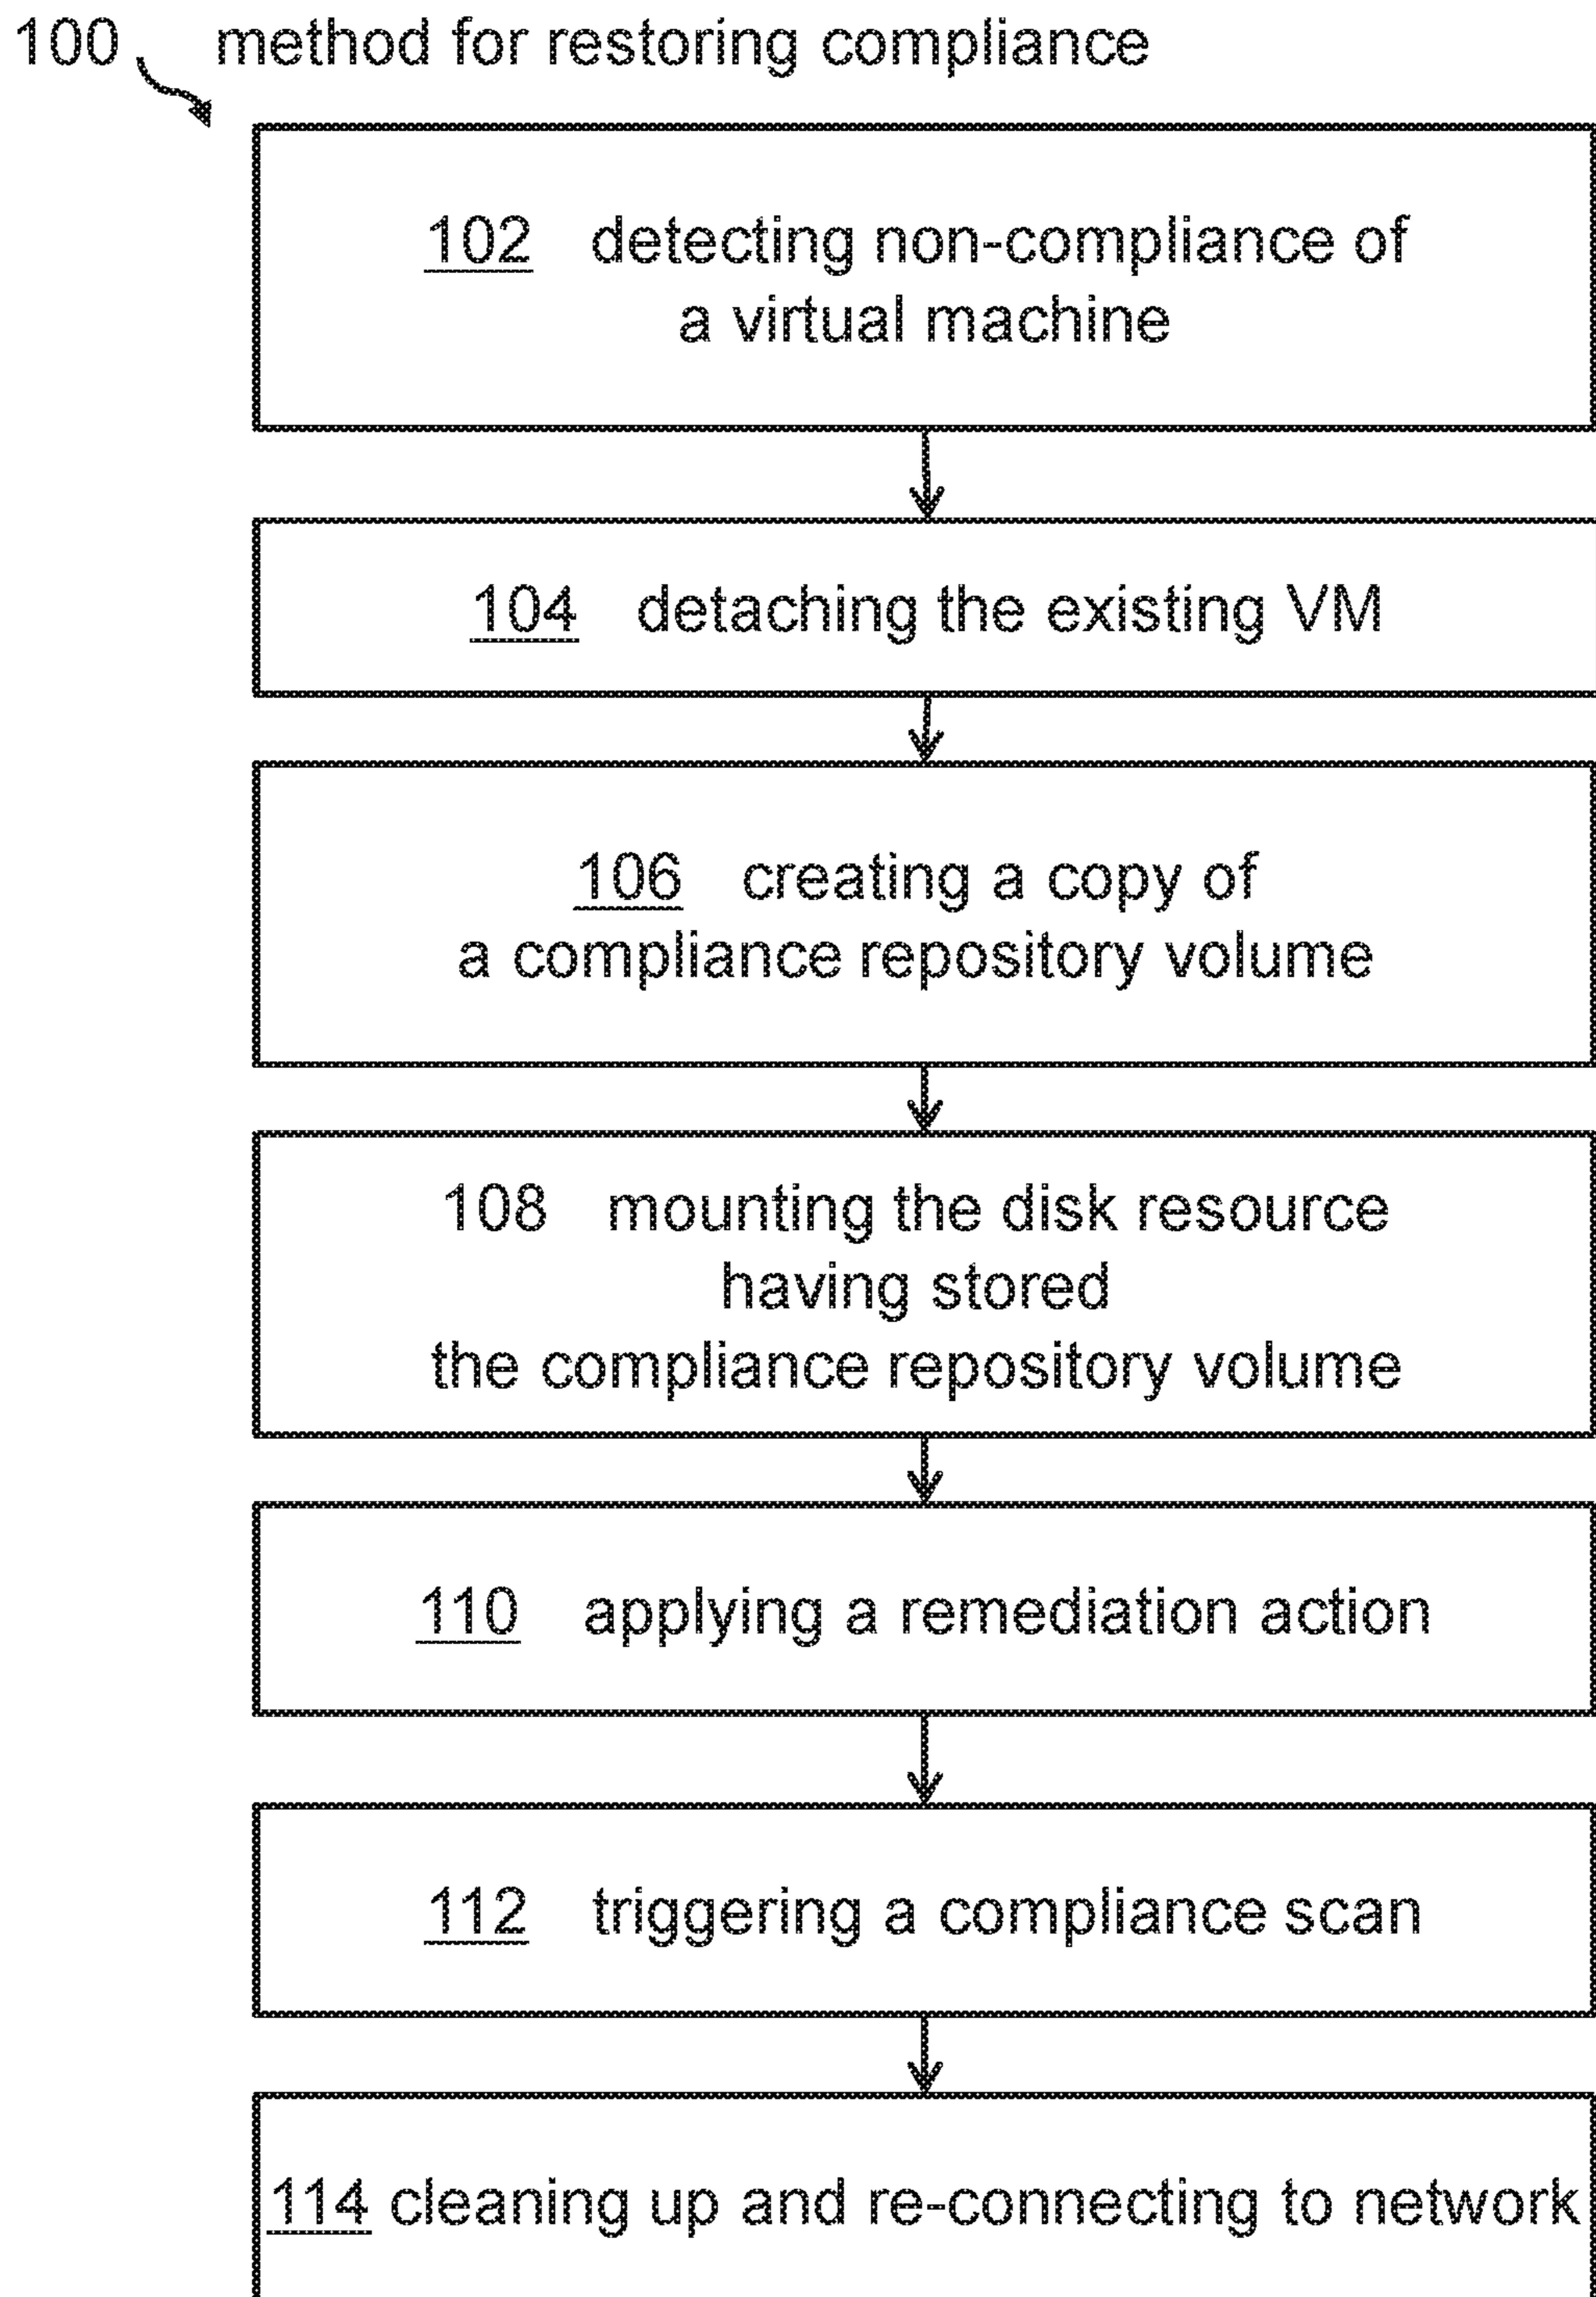 100 method for restoring compliance
102 detecting non-compliance of
a virtual machine
104 detaching the existing VM
106 creating a copy of
a compliance repository volume
108 mounting the disk resource
having stored
the compliance repository volume
110 applying a remediation action
112 triggering a compliance scan
114 cleaning up and re-connecting to network